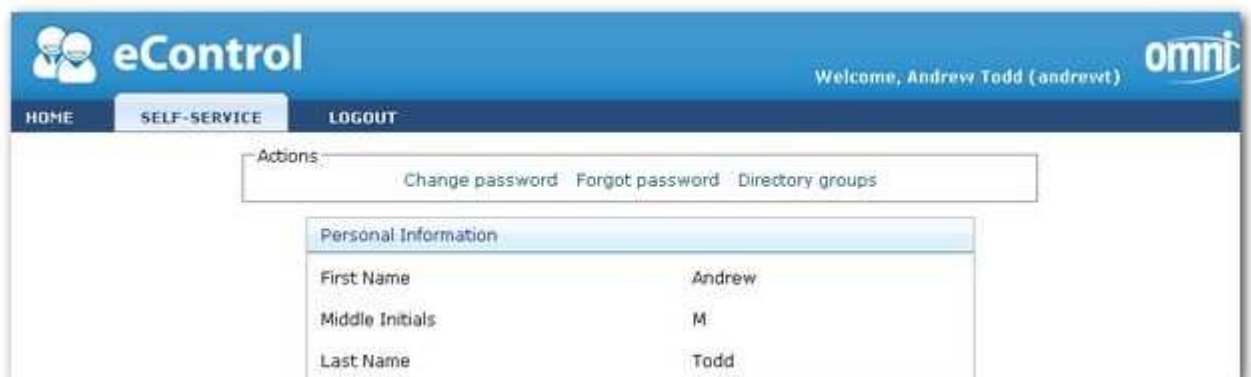 eControl
omni
Welcome, Andrew Todd (andrewt)
HOME SELF-SERVICE LOGOUT
Actions
Change password Forgot password Directory groups
Personal Information
First Name Andrew
Middle Initials M
Last Name Todd